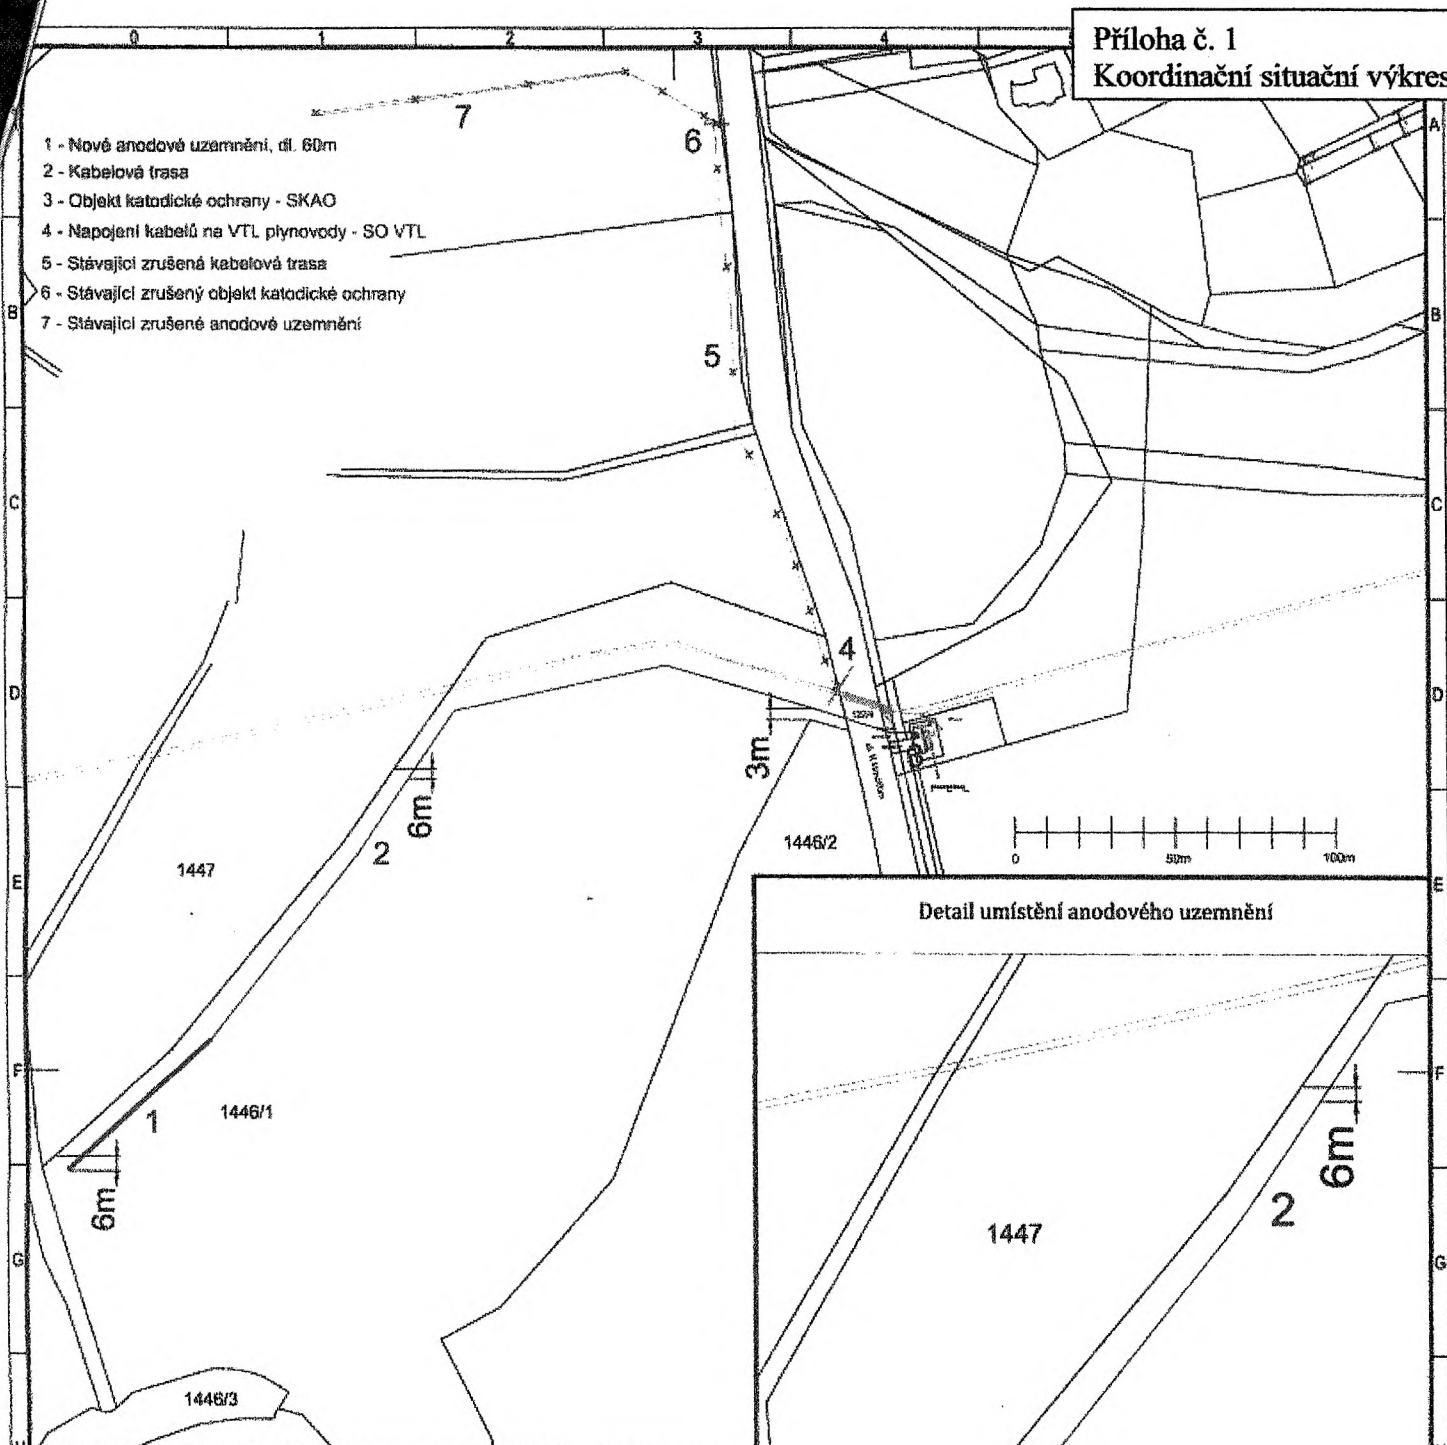 0 1 2 3 4
Příloha č. 1
Koordinační situační výkres
A
7
6
1 - Nové anodové uzemnění, dl. 60m
2 - Kabelová trasa
3 - Objekt katodické ochrany - SKAO
4 - Napojení kabelů na VTL plynovody - SO VTL
5 - Stávající zrušená kabelová trasa
6 - Stávající zrušený objekt katodické ochrany
7 - Stávající zrušené anodové uzemnění
B
B
5
C
C
4
D
D
3m
6m
2
1446/2
1447
0 50m 100m
E
E
Detail umístění anodového uzemnění
F
F
1
1446/1
6m
6m
2
1447
G
G
1446/3
H